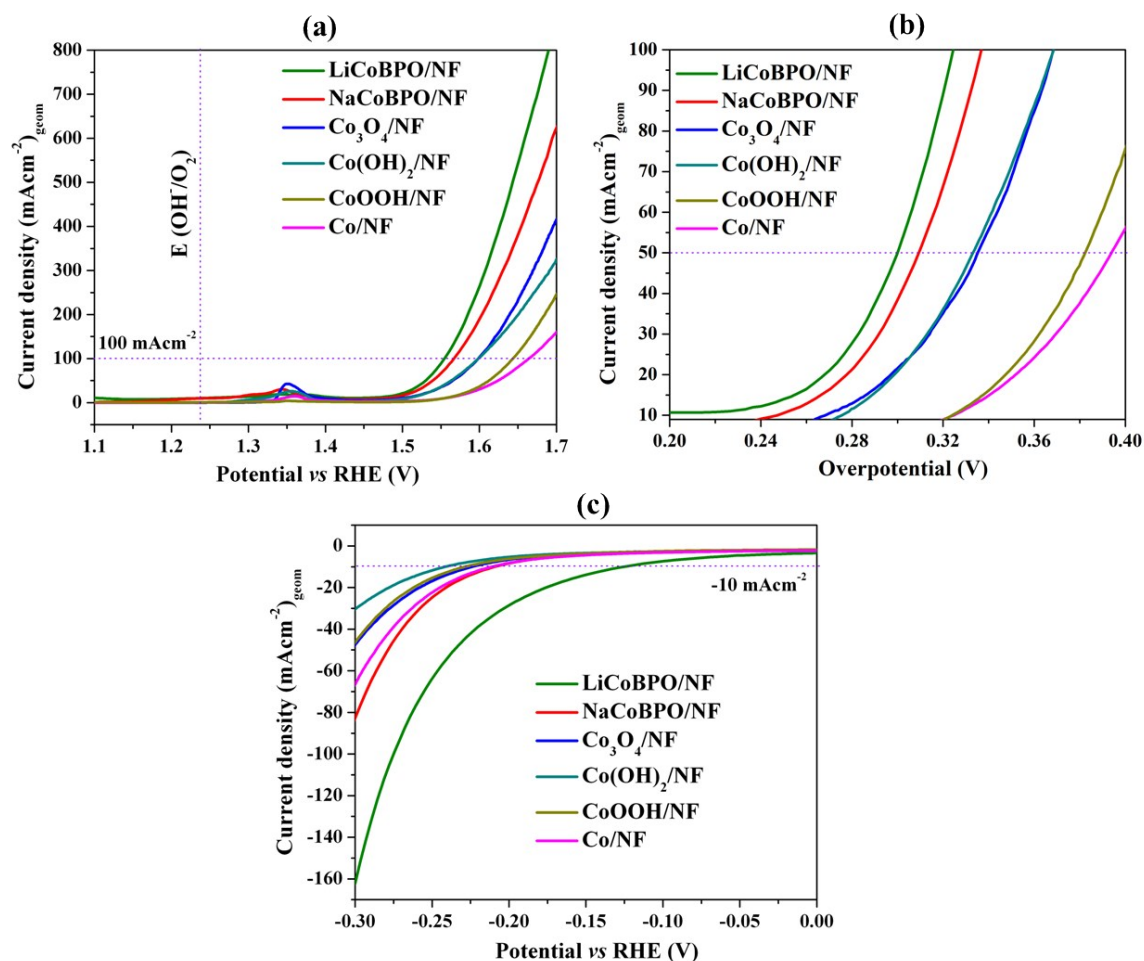 (a)
800
700
600
500
400
300
200
100
0
Current density (mAcm⁻²)geom
LiCoBPO/NF
NaCoBPO/NF
Co₃O₄/NF
Co(OH)₂/NF
CoOOH/NF
Co/NF
E (OH⁻/O₂)
100 mAcm⁻²
1.1 1.2 1.3 1.4 1.5 1.6 1.7
Potential vs RHE (V)
(b)
100
90
80
70
60
50
40
30
20
10
Current density (mAcm⁻²)geom
LiCoBPO/NF
NaCoBPO/NF
Co₃O₄/NF
Co(OH)₂/NF
CoOOH/NF
Co/NF
0.20 0.24 0.28 0.32 0.36 0.40
Overpotential (V)
(c)
0
-20
-40
-60
-80
-100
-120
-140
-160
Current density (mAcm⁻²)geom
-10 mAcm⁻²
LiCoBPO/NF
NaCoBPO/NF
Co₃O₄/NF
Co(OH)₂/NF
CoOOH/NF
Co/NF
-0.30 -0.25 -0.20 -0.15 -0.10 -0.05 0.00
Potential vs RHE (V)